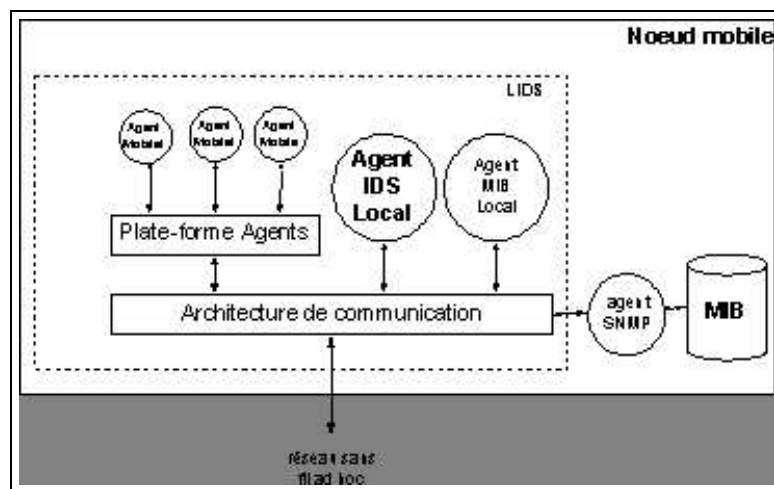 Noeud mobile
LIDS
Agent
Mobile
Agent
Mobile
Agent
Mobile
Agent
IDS
Local
Agent
MIB
Local
Plate-forme Agents
Architecture de communication
agent
SNMP
MIB
réseau sans
fil ad hoc